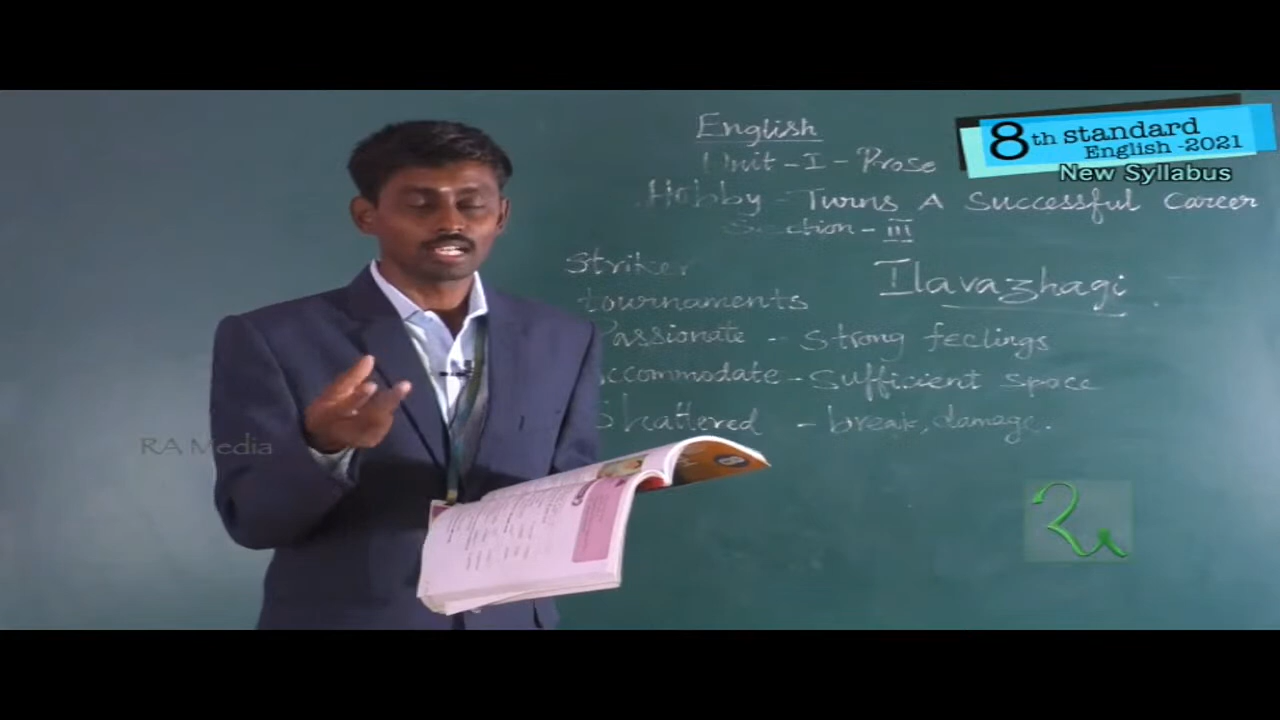 English
Unit - I - Prose
Hobby - Turns A Successful Career
Section - III
Striker
Ilavazhagi
tournaments
Passionate - Strong feelings
Accommodate - Sufficient space
Shattered - break, damage.
8th standard
English -2021
New Syllabus
RA Media